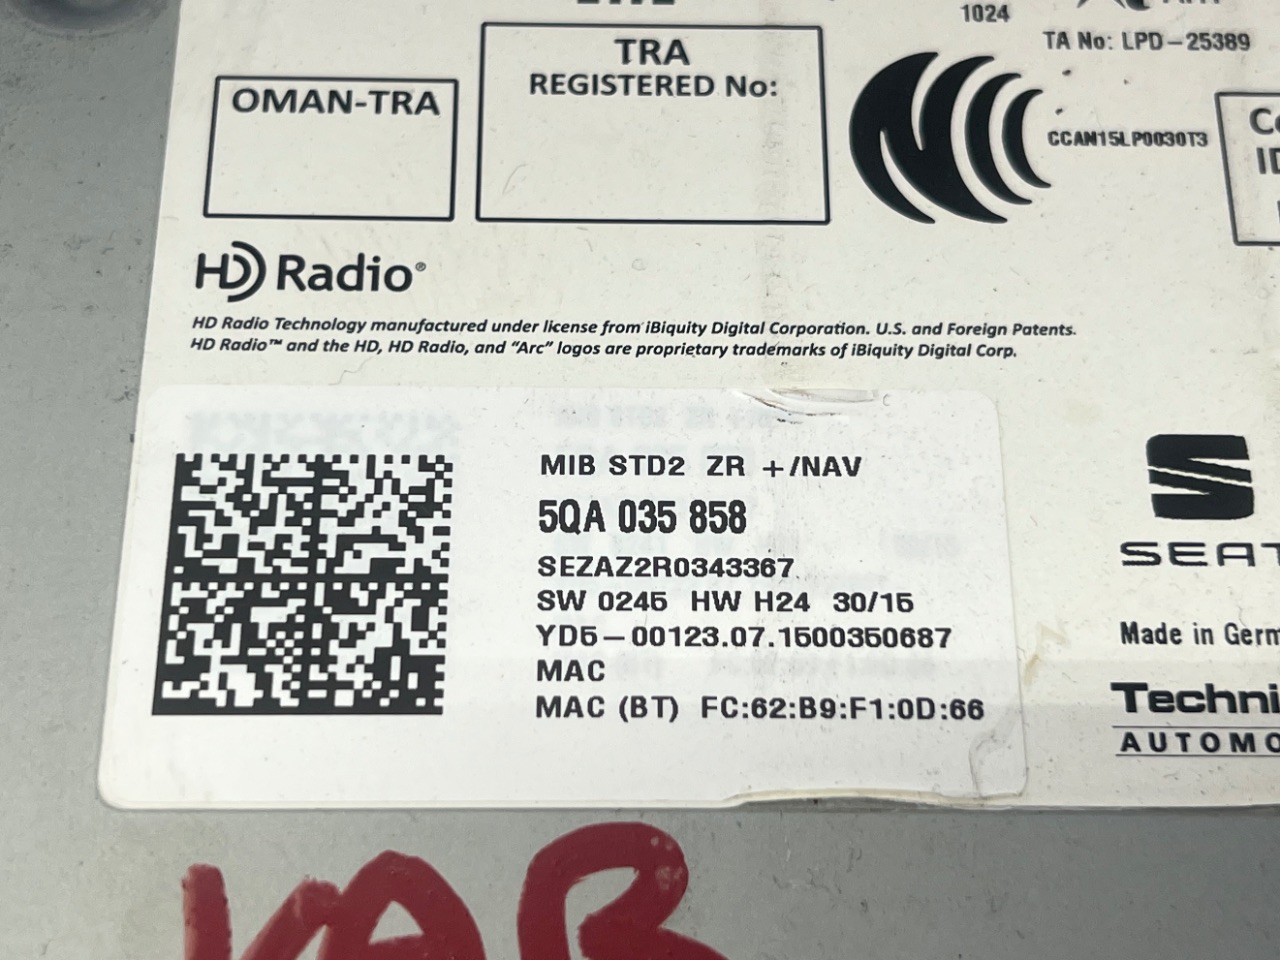 1024
TA No: LPD-25389
OMAN-TRA
TRA
REGISTERED No:
CCAN15LP0030T3
HD Radio®
HD Radio Technology manufactured under license from iBiquity Digital Corporation. U.S. and Foreign Patents.
HD Radio™ and the HD, HD Radio, and "Arc" logos are proprietary trademarks of iBiquity Digital Corp.
MIB STD2 ZR +/NAV
5QA 035 858
SEZAZ2R0343367
SW 0245 HW H24 30/15
YD5-00123.07.1500350687
MAC
MAC (BT) FC:62:B9:F1:0D:66
SEAT
Made in Germ
Techni
AUTOMO